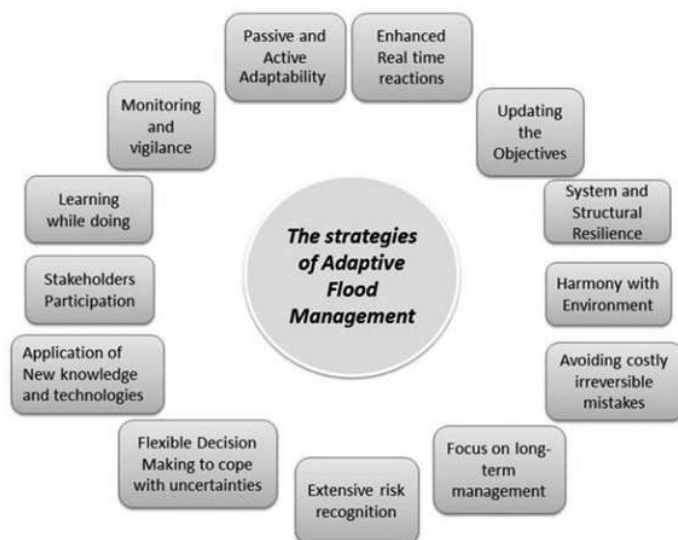 Passive and
Active
Adaptability
Enhanced
Real time
reactions
Updating
the
Objectives
System and
Structural
Resilience
Harmony with
Environment
Avoiding costly
irreversible
mistakes
Focus on long-
term
management
Extensive risk
recognition
Flexible Decision
Making to cope
with uncertainties
Application of
New knowledge
and technologies
Stakeholders
Participation
Learning
while doing
Monitoring
and
vigilance
The strategies
of Adaptive
Flood
Management